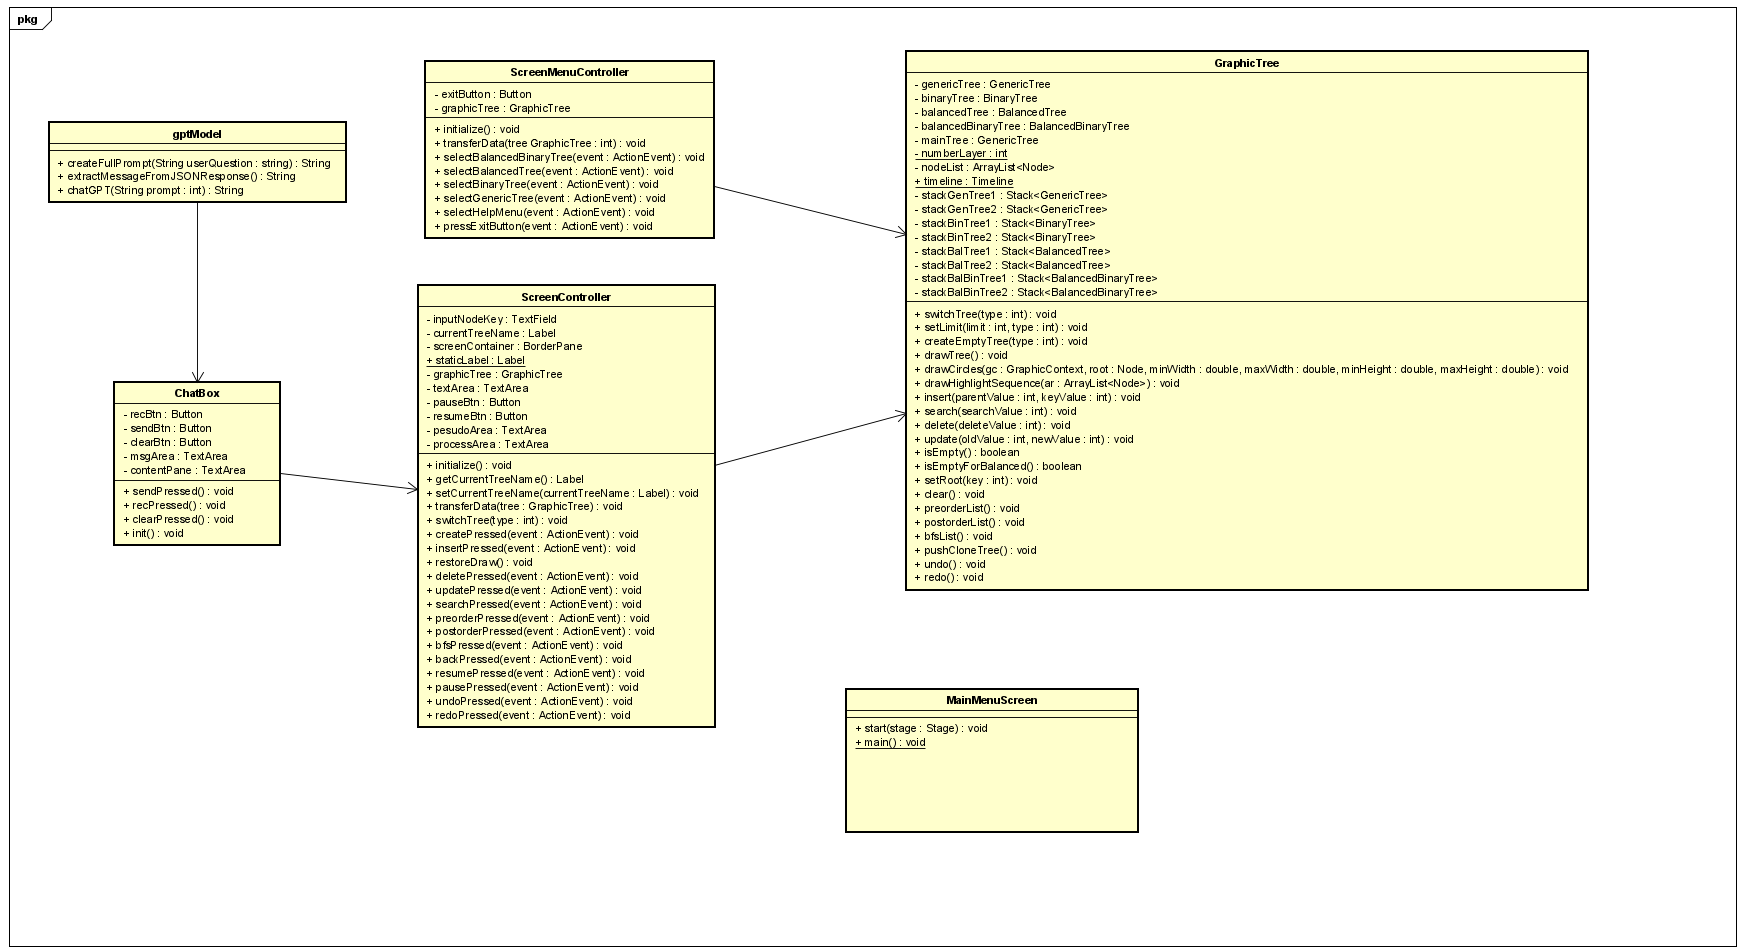 pkg
gptModel
+ createFullPrompt(String userQuestion : string) : String
+ extractMessageFromJSONResponse() : String
+ chatGPT(String prompt : int) : String
ScreenMenuController
- exitButton : Button
- graphicTree : GraphicTree
+ initialize() : void
+ transferData(tree GraphicTree : int) : void
+ selectBalancedBinaryTree(event : ActionEvent) : void
+ selectBalancedTree(event : ActionEvent) : void
+ selectBinaryTree(event : ActionEvent) : void
+ selectGenericTree(event : ActionEvent) : void
+ selectHelpMenu(event : ActionEvent) : void
+ pressExitButton(event : ActionEvent) : void
GraphicTree
- genericTree : GenericTree
- binaryTree : BinaryTree
- balancedTree : BalancedTree
- balancedBinaryTree : BalancedBinaryTree
- mainTree : GenericTree
- numberLayer : int
- nodeList : ArrayList<Node>
+ timeline : Timeline
- stackGenTree1 : Stack<GenericTree>
- stackGenTree2 : Stack<GenericTree>
- stackBinTree1 : Stack<BinaryTree>
- stackBinTree2 : Stack<BinaryTree>
- stackBalTree1 : Stack<BalancedTree>
- stackBalTree2 : Stack<BalancedTree>
- stackBalBinTree1 : Stack<BalancedBinaryTree>
- stackBalBinTree2 : Stack<BalancedBinaryTree>
+ switchTree(type : int) : void
+ setLimit(limit : int, type : int) : void
+ createEmptyTree(type : int) : void
+ drawTree() : void
+ drawCircles(gc : GraphicContext, root : Node, minWidth : double, maxWidth : double, minHeight : double, maxHeight : double) : void
+ drawHighlightSequence(ar : ArrayList<Node>) : void
+ insert(parentValue : int, keyValue : int) : void
+ search(searchValue : int) : void
+ delete(deleteValue : int) : void
+ update(oldValue : int, newValue : int) : void
+ isEmpty() : boolean
+ isEmptyForBalanced() : boolean
+ setRoot(key : int) : void
+ clear() : void
+ preorderList() : void
+ postorderList() : void
+ bfsList() : void
+ pushCloneTree() : void
+ undo() : void
+ redo() : void
ScreenController
- inputNodeKey : TextField
- currentTreeName : Label
- screenContainer : BorderPane
+ staticLabel : Label
- graphicTree : GraphicTree
- textArea : TextArea
- pauseBtn : Button
- resumeBtn : Button
- pesudoArea : TextArea
- processArea : TextArea
+ initialize() : void
+ getCurrentTreeName() : Label
+ setCurrentTreeName(currentTreeName : Label) : void
+ transferData(tree : GraphicTree) : void
+ switchTree(type : int) : void
+ createPressed(event : ActionEvent) : void
+ insertPressed(event : ActionEvent) : void
+ restoreDraw() : void
+ deletePressed(event : ActionEvent) : void
+ updatePressed(event : ActionEvent) : void
+ searchPressed(event : ActionEvent) : void
+ preorderPressed(event : ActionEvent) : void
+ postorderPressed(event : ActionEvent) : void
+ bfsPressed(event : ActionEvent) : void
+ backPressed(event : ActionEvent) : void
+ resumePressed(event : ActionEvent) : void
+ pausePressed(event : ActionEvent) : void
+ undoPressed(event : ActionEvent) : void
+ redoPressed(event : ActionEvent) : void
ChatBox
- recBtn : Button
- sendBtn : Button
- clearBtn : Button
- msgArea : TextArea
- contentPane : TextArea
+ sendPressed() : void
+ recPressed() : void
+ clearPressed() : void
+ init() : void
MainMenuScreen
+ start(stage : Stage) : void
+ main() : void